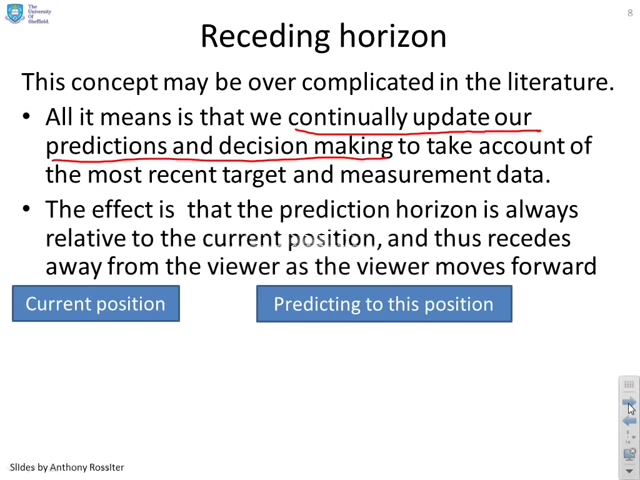 The
University
Of
Sheffield.
8
Receding horizon
This concept may be over complicated in the literature.
• All it means is that we continually update our
predictions and decision making to take account of
the most recent target and measurement data.
• The effect is that the prediction horizon is always
relative to the current position, and thus recedes
away from the viewer as the viewer moves forward
Current position
Predicting to this position
Slides by Anthony Rossiter